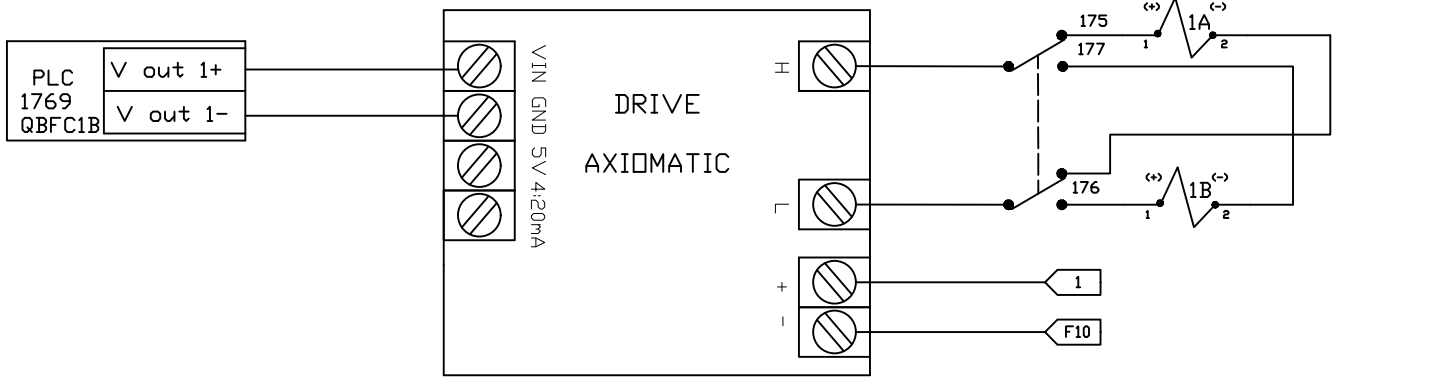 PLC
1769
QBFC1B
V out 1+
V out 1-
VIN GND 5V 4:20mA
DRIVE
AXIOMATIC
H
L
+
-
175
177
(+) (-)
1A
1 2
176
(+) (-)
1B
1 2
1
F10